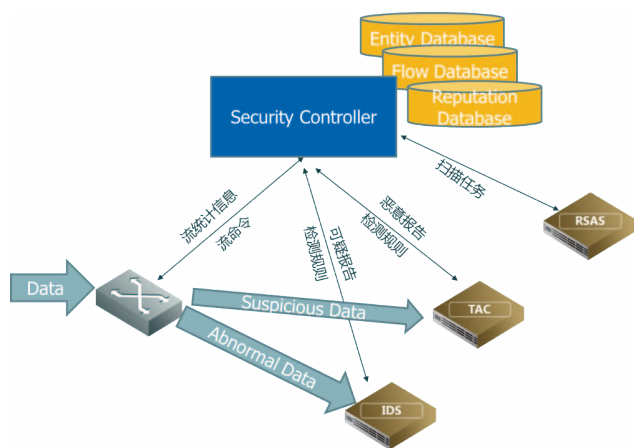 Entity Database
Flow Database
Reputation
Database
Security Controller
扫描任务
RSAS
流统计信息
流命令
可疑报告
检测规则
恶意报告
检测规则
Data
Suspicious Data
TAC
Abnormal Data
IDS